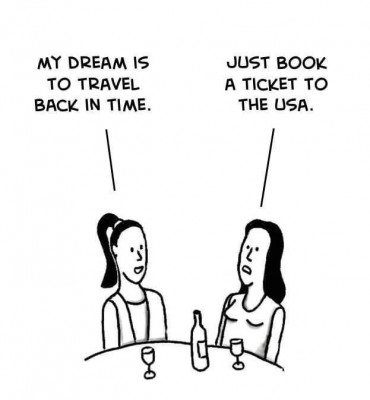 MY DREAM IS
TO TRAVEL
BACK IN TIME.
JUST BOOK
A TICKET TO
THE USA.